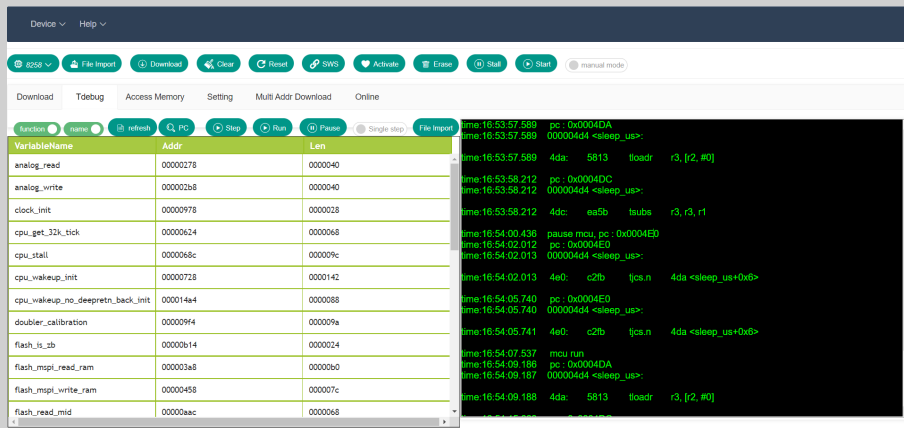 Device Help
8258 File Import Download Clear Reset SWS Activate Erase Stall Start manual mode
Download Tdebug Access Memory Setting Multi Addr Download Online
function name refresh PC Step Run Pause Single step File Import
VariableName Addr Len
analog_read 00000278 0000040
analog_write 000002b8 0000040
clock_init 00000978 0000028
cpu_get_32k_tick 00000624 0000068
cpu_stall 0000068c 000009c
cpu_wakeup_init 00000728 0000142
cpu_wakeup_no_deepretn_back_init 000014a4 0000088
doubler_calibration 000009f4 000009a
flash_is_zb 00000b14 0000024
flash_mspi_read_ram 000003a8 00000b0
flash_mspi_write_ram 00000458 000007c
flash_read_mid 00000aac 0000068
time:16:53:57.589 pc : 0x0004DA
time:16:53:57.589 000004d4 <sleep_us>:
time:16:53:57.589 4da: 5813 tloadr r3, [r2, #0]
time:16:53:58.212 pc : 0x0004DC
time:16:53:58.212 000004d4 <sleep_us>:
time:16:53:58.212 4dc: ea5b tsubs r3, r3, r1
time:16:54:00.436 pause mcu, pc : 0x0004E0
time:16:54:02.012 pc : 0x0004E0
time:16:54:02.013 000004d4 <sleep_us>:
time:16:54:02.013 4e0: c2fb tjcs.n 4da <sleep_us+0x6>
time:16:54:05.740 pc : 0x0004E0
time:16:54:05.740 000004d4 <sleep_us>:
time:16:54:05.741 4e0: c2fb tjcs.n 4da <sleep_us+0x6>
time:16:54:07.537 mcu run
time:16:54:09.186 pc : 0x0004DA
time:16:54:09.187 000004d4 <sleep_us>:
time:16:54:09.188 4da: 5813 tloadr r3, [r2, #0]